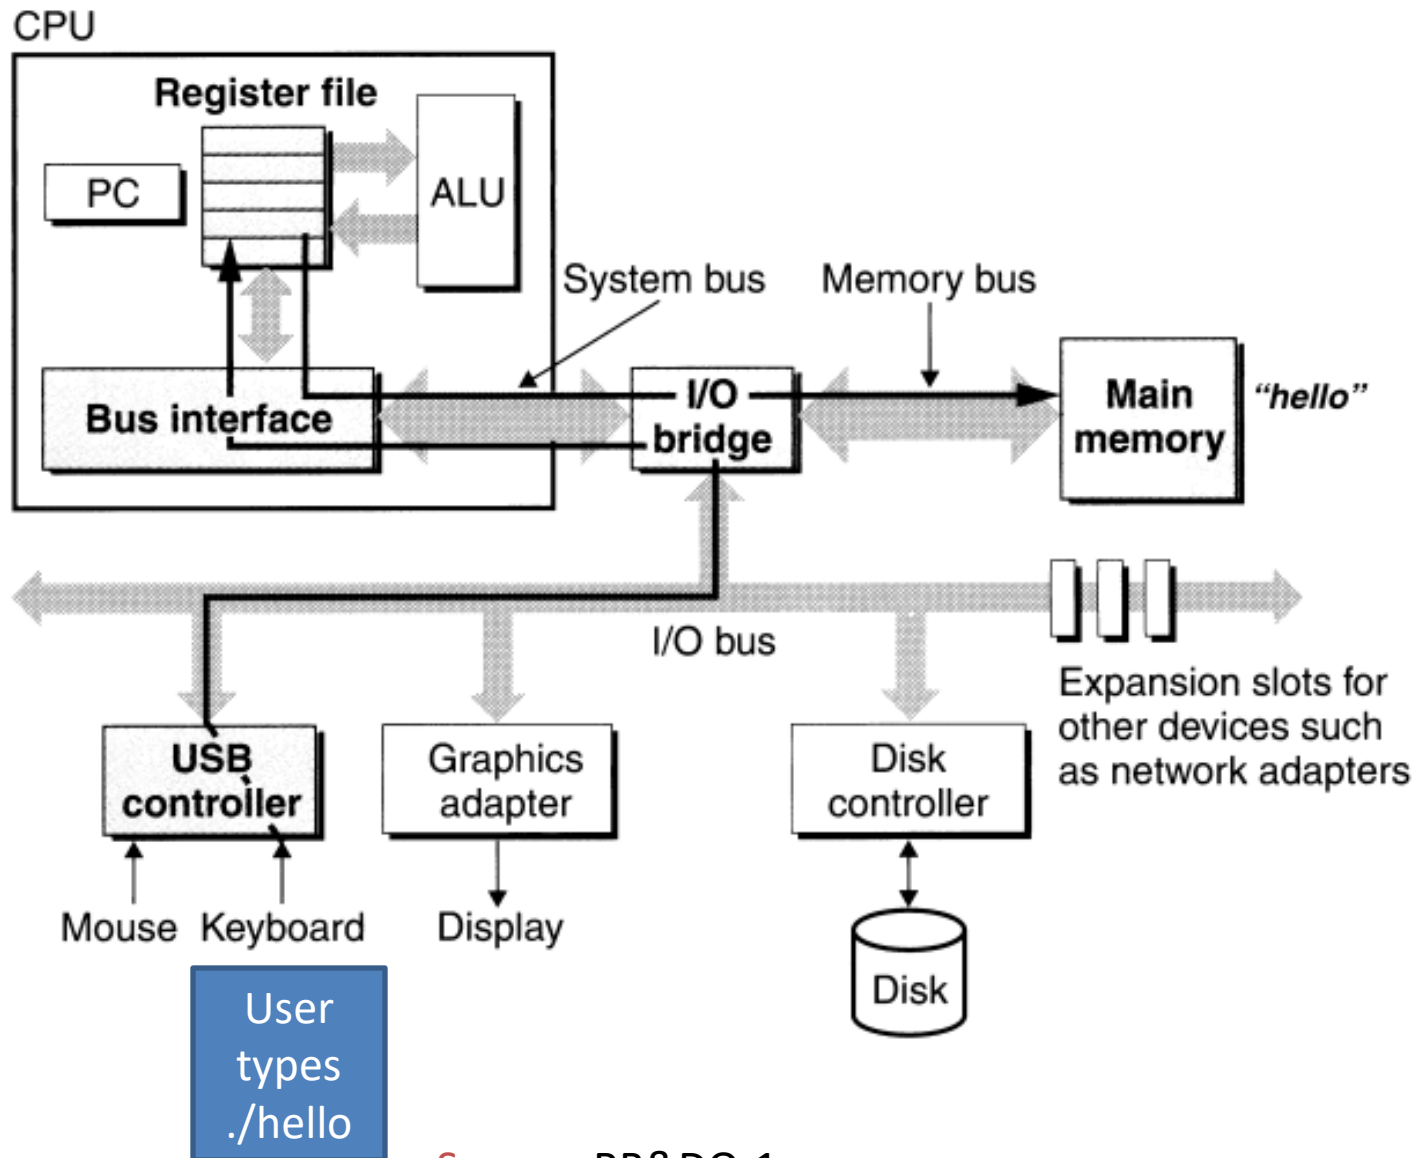 CPU
Register file
PC
ALU
System bus
Memory bus
Bus interface
I/O
bridge
Main
memory
"hello"
I/O bus
Expansion slots for
other devices such
as network adapters
USB
controller
Graphics
adapter
Disk
controller
Mouse
Keyboard
Display
Disk
User
types
./hello